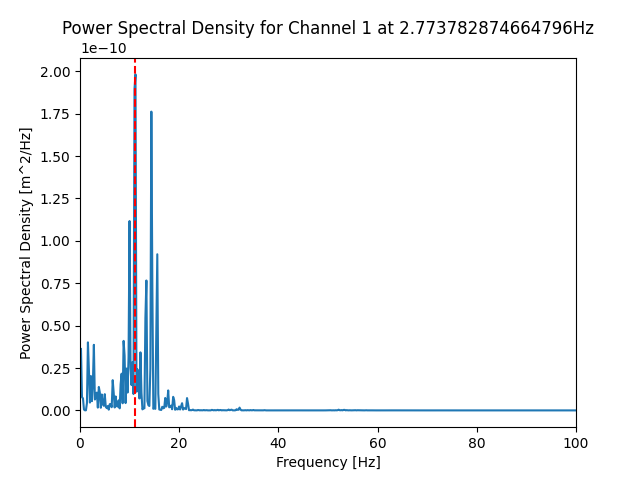 Power Spectral Density for Channel 1 at 2.773782874664796Hz
1e−10
2.00
1.75
1.50
1.25
1.00
0.75
0.50
0.25
0.00
Power Spectral Density [m^2/Hz]
0 20 40 60 80 100
Frequency [Hz]